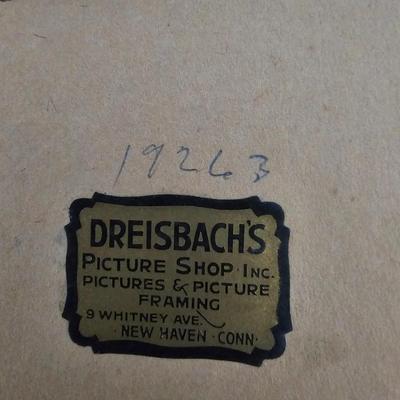 19263
DREISBACH'S
PICTURE SHOP · INC.
PICTURES & PICTURE
FRAMING
9 WHITNEY AVE.
· NEW HAVEN · CONN ·